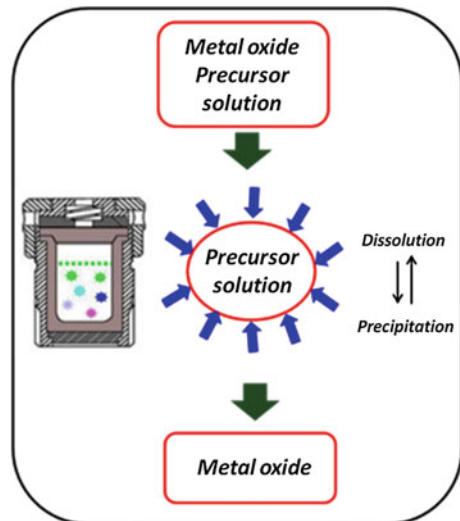 Metal oxide
Precursor
solution
Precursor
solution
Dissolution
Precipitation
Metal oxide